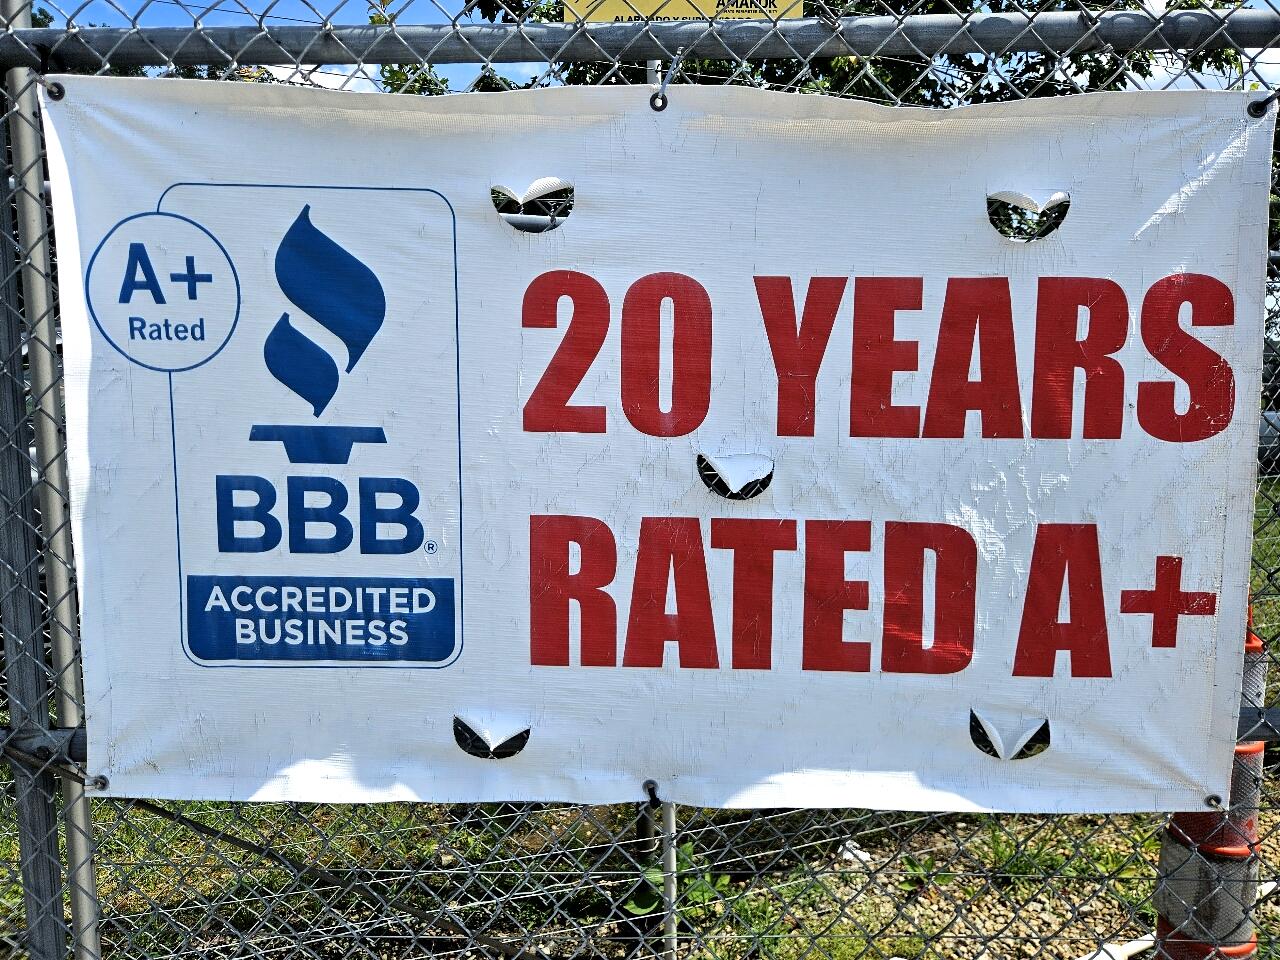 AMAROK
A+
Rated
BBB®
ACCREDITED
BUSINESS
20 YEARS
RATED A+